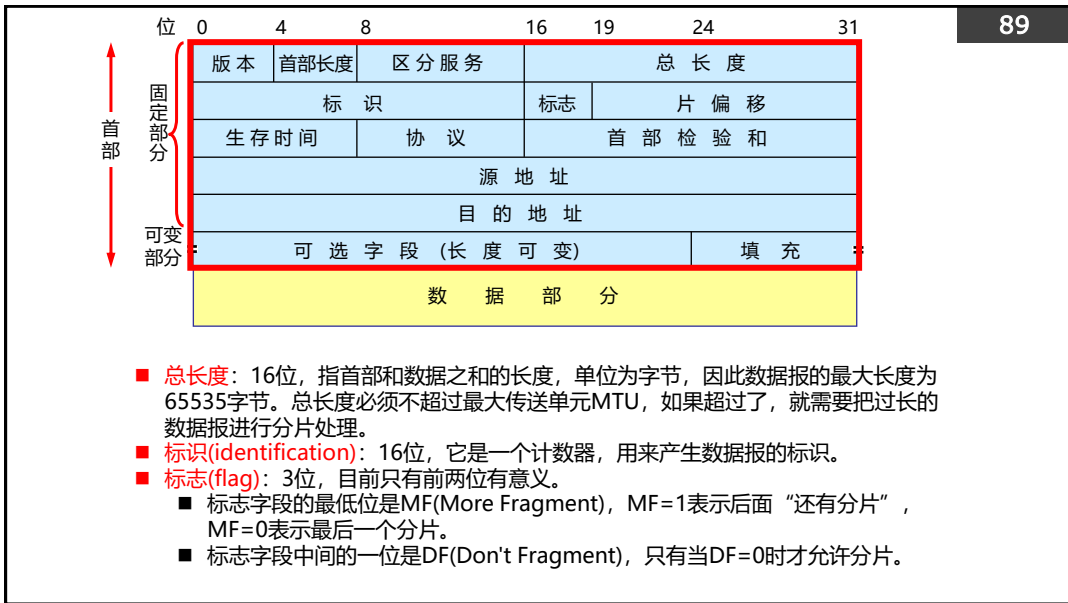 89
位 0 4 8 16 19 24 31
版本 首部长度 区分服务 总长度
标识 标志 片偏移
生存时间 协议 首部检验和
源地址
目的地址
可选字段 (长度可变) 填充
数据部分
首部
固定部分
可变部分
■ 总长度：16位，指首部和数据之和的长度，单位为字节，因此数据报的最大长度为
65535字节。总长度必须不超过最大传送单元MTU，如果超过了，就需要把过长的
数据报进行分片处理。
■ 标识(identification)：16位，它是一个计数器，用来产生数据报的标识。
■ 标志(flag)：3位，目前只有前两位有意义。
■ 标志字段的最低位是MF(More Fragment)，MF=1表示后面“还有分片”，
MF=0表示最后一个分片。
■ 标志字段中间的一位是DF(Don't Fragment)，只有当DF=0时才允许分片。